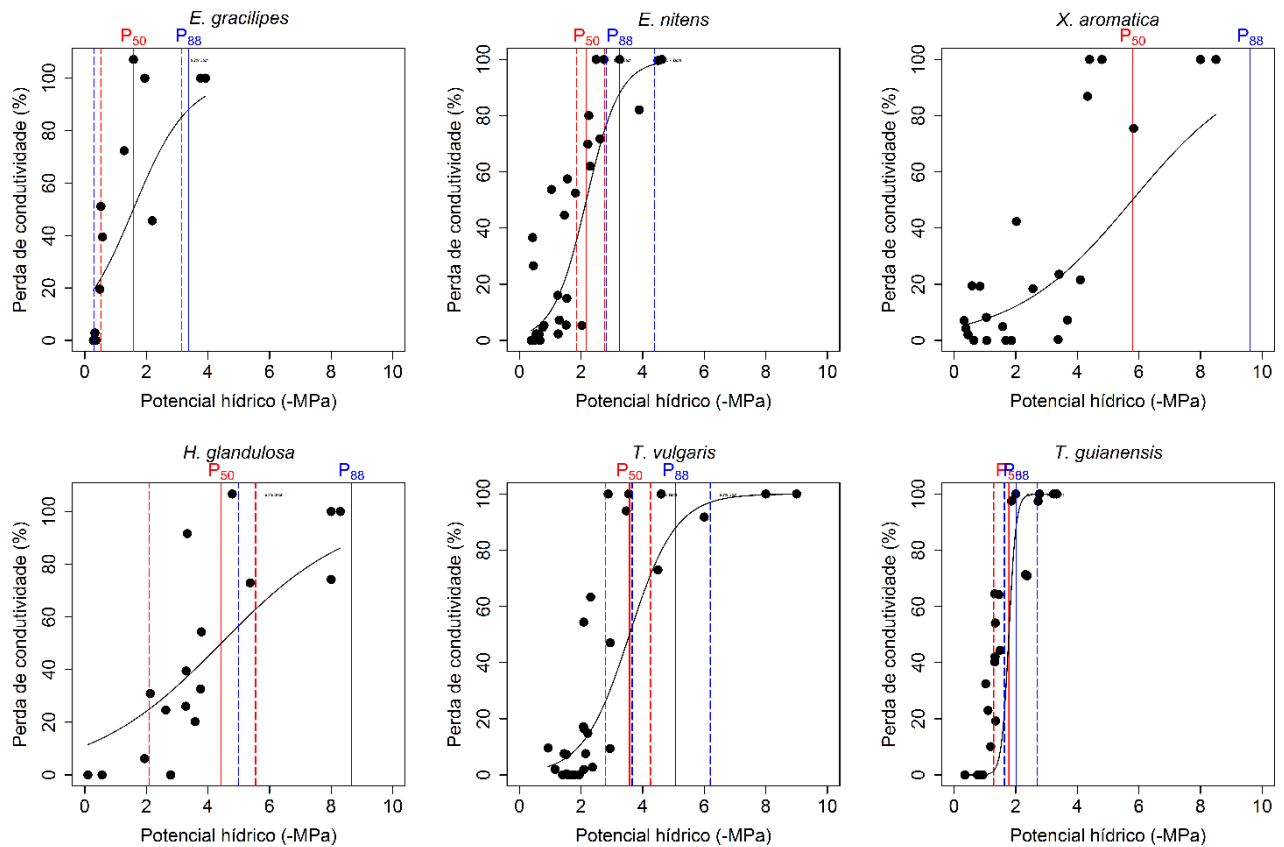 E. gracilipes
P50 P88
100
80
60
40
20
0
Perda de condutividade (%)
0 2 4 6 8 10
Potencial hídrico (-MPa)
E. nitens
P50 P88
100
80
60
40
20
0
Perda de condutividade (%)
0 2 4 6 8 10
Potencial hídrico (-MPa)
X. aromatica
P50 P88
100
80
60
40
20
0
Perda de condutividade (%)
0 2 4 6 8 10
Potencial hídrico (-MPa)
H. glandulosa
P50 P88
100
80
60
40
20
0
Perda de condutividade (%)
0 2 4 6 8 10
Potencial hídrico (-MPa)
T. vulgaris
P50 P88
100
80
60
40
20
0
Perda de condutividade (%)
0 2 4 6 8 10
Potencial hídrico (-MPa)
T. guianensis
P88
100
80
60
40
20
0
Perda de condutividade (%)
0 2 4 6 8 10
Potencial hídrico (-MPa)